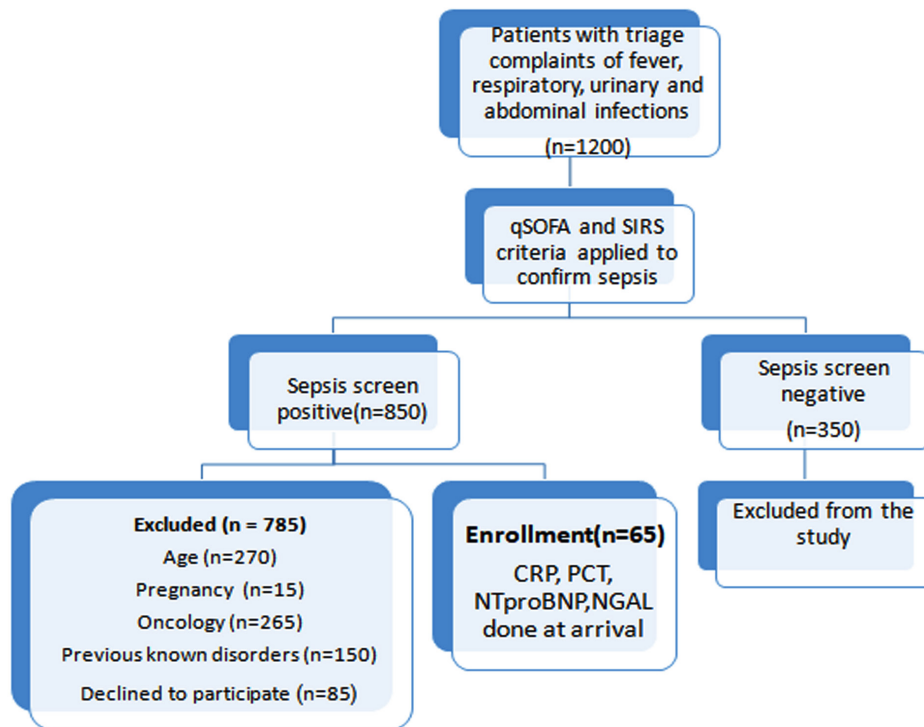 Patients with triage
complaints of fever,
respiratory, urinary and
abdominal infections
(n=1200)
qSOFA and SIRS
criteria applied to
confirm sepsis
Sepsis screen
positive(n=850)
Sepsis screen
negative
(n=350)
Excluded (n = 785)
Age (n=270)
Pregnancy (n=15)
Oncology (n=265)
Previous known disorders (n=150)
Declined to participate (n=85)
Enrollment(n=65)
CRP, PCT,
NTproBNP,NGAL
done at arrival
Excluded from the
study